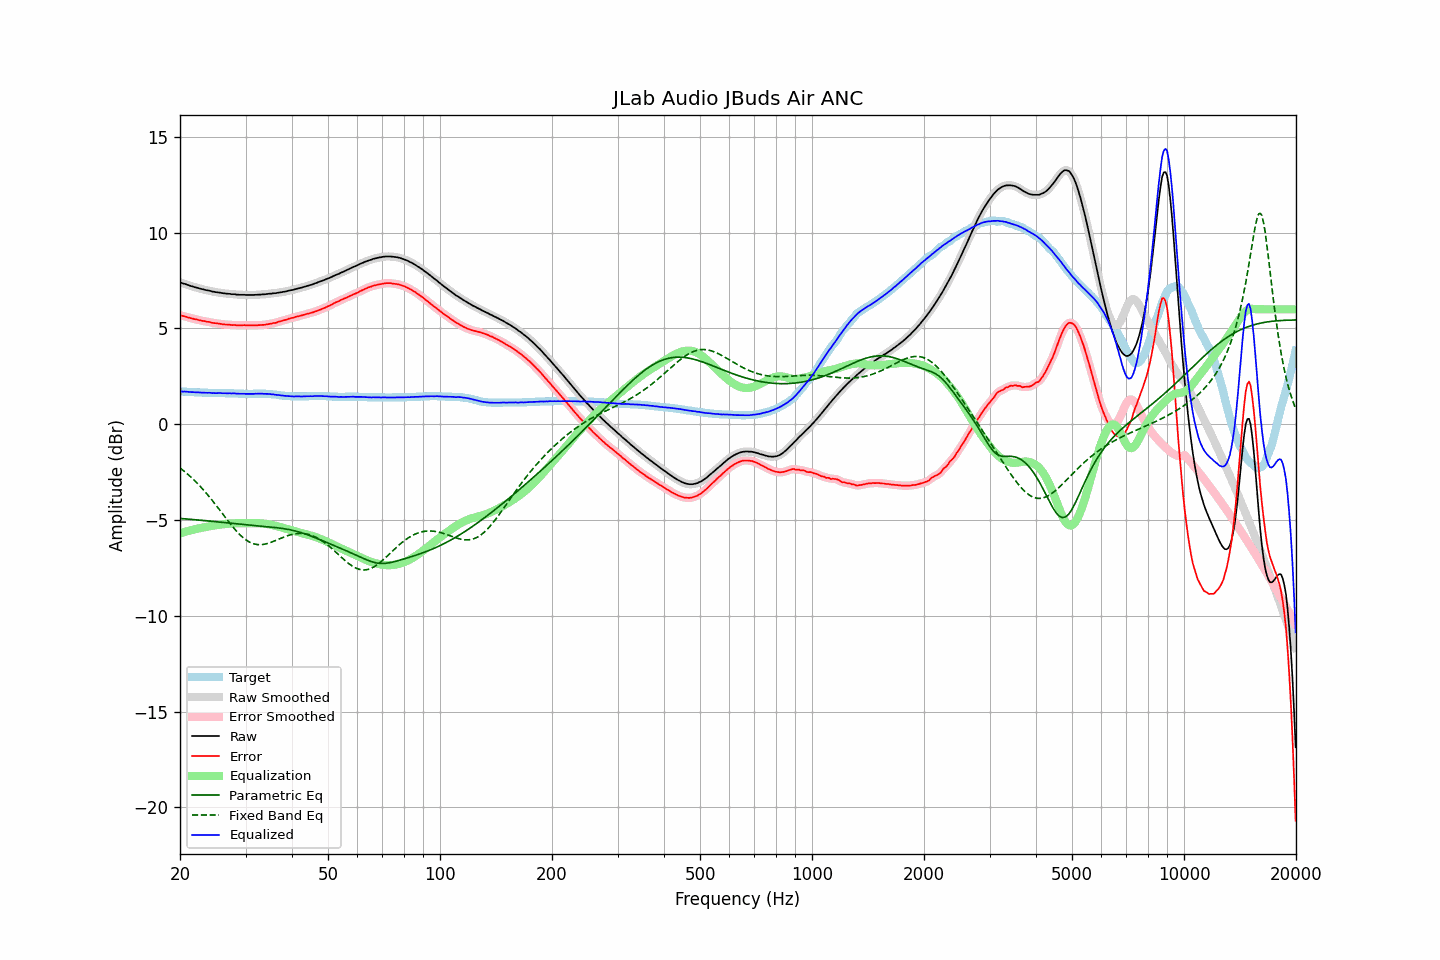 JLab Audio JBuds Air ANC
15
10
5
0
−5
−10
−15
−20
Amplitude (dBr)
Target
Raw Smoothed
Error Smoothed
Raw
Error
Equalization
Parametric Eq
Fixed Band Eq
Equalized
20 50 100 200 500 1000 2000 5000 10000 20000
Frequency (Hz)